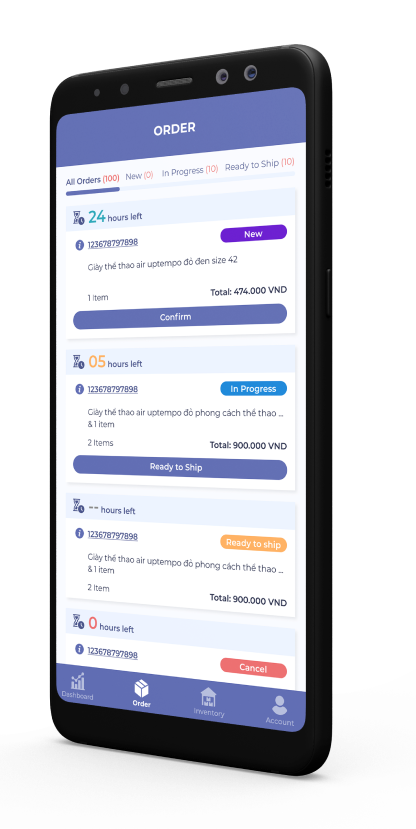 ORDER
All Orders (100) New (0) In Progress (10) Ready to Ship (10)
24 hours left
123678797898
New
Giày thể thao air uptempo đỏ đen size 42
1 Item
Total: 474.000 VND
Confirm
05 hours left
123678797898
In Progress
Giày thể thao air uptempo đỏ phong cách thể thao ...
& 1 item
2 Items
Total: 900.000 VND
Ready to Ship
-- hours left
123678797898
Ready to ship
Giày thể thao air uptempo đỏ phong cách thể thao ...
& 1 item
2 Item
Total: 900.000 VND
0 hours left
123678797898
Cancel
Dashboard Order Inventory Account